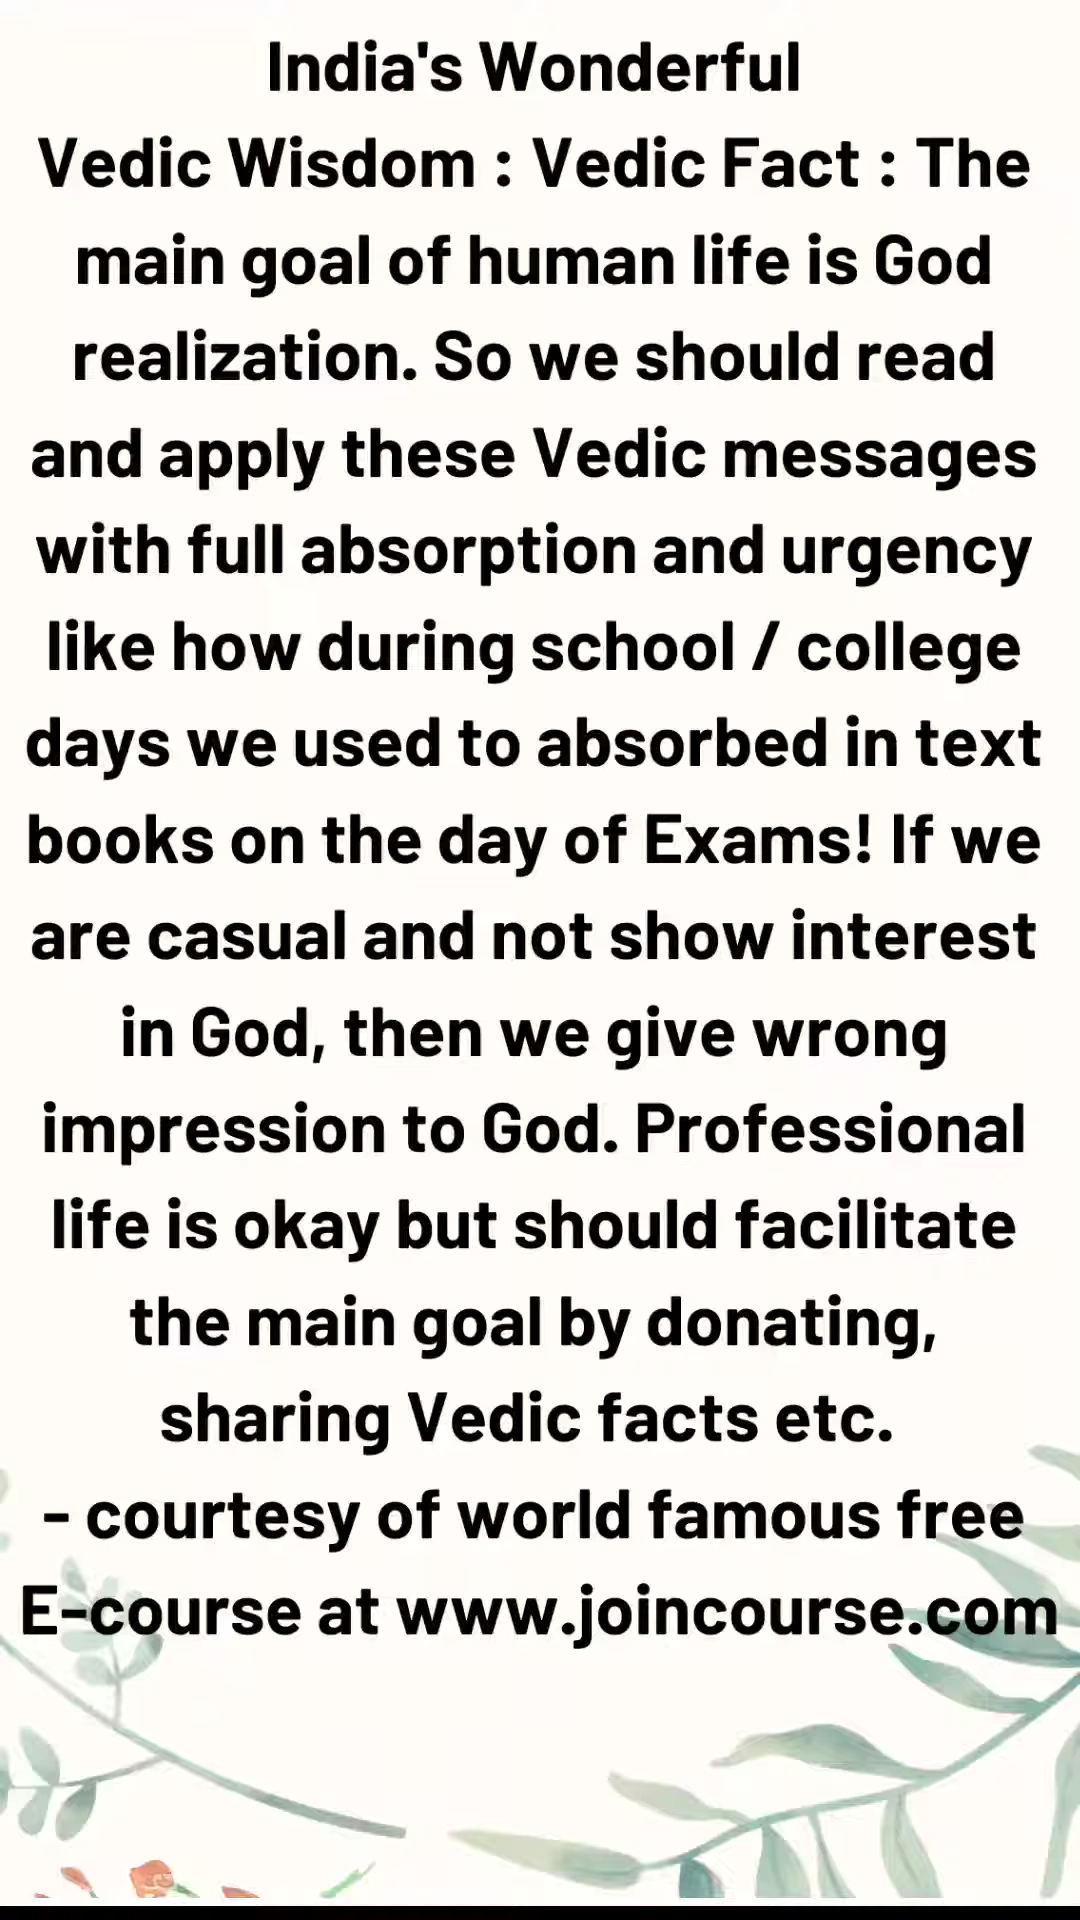 India's Wonderful
Vedic Wisdom : Vedic Fact : The
main goal of human life is God
realization. So we should read
and apply these Vedic messages
with full absorption and urgency
like how during school / college
days we used to absorbed in text
books on the day of Exams! If we
are casual and not show interest
in God, then we give wrong
impression to God. Professional
life is okay but should facilitate
the main goal by donating,
sharing Vedic facts etc.
- courtesy of world famous free
E-course at www.joincourse.com